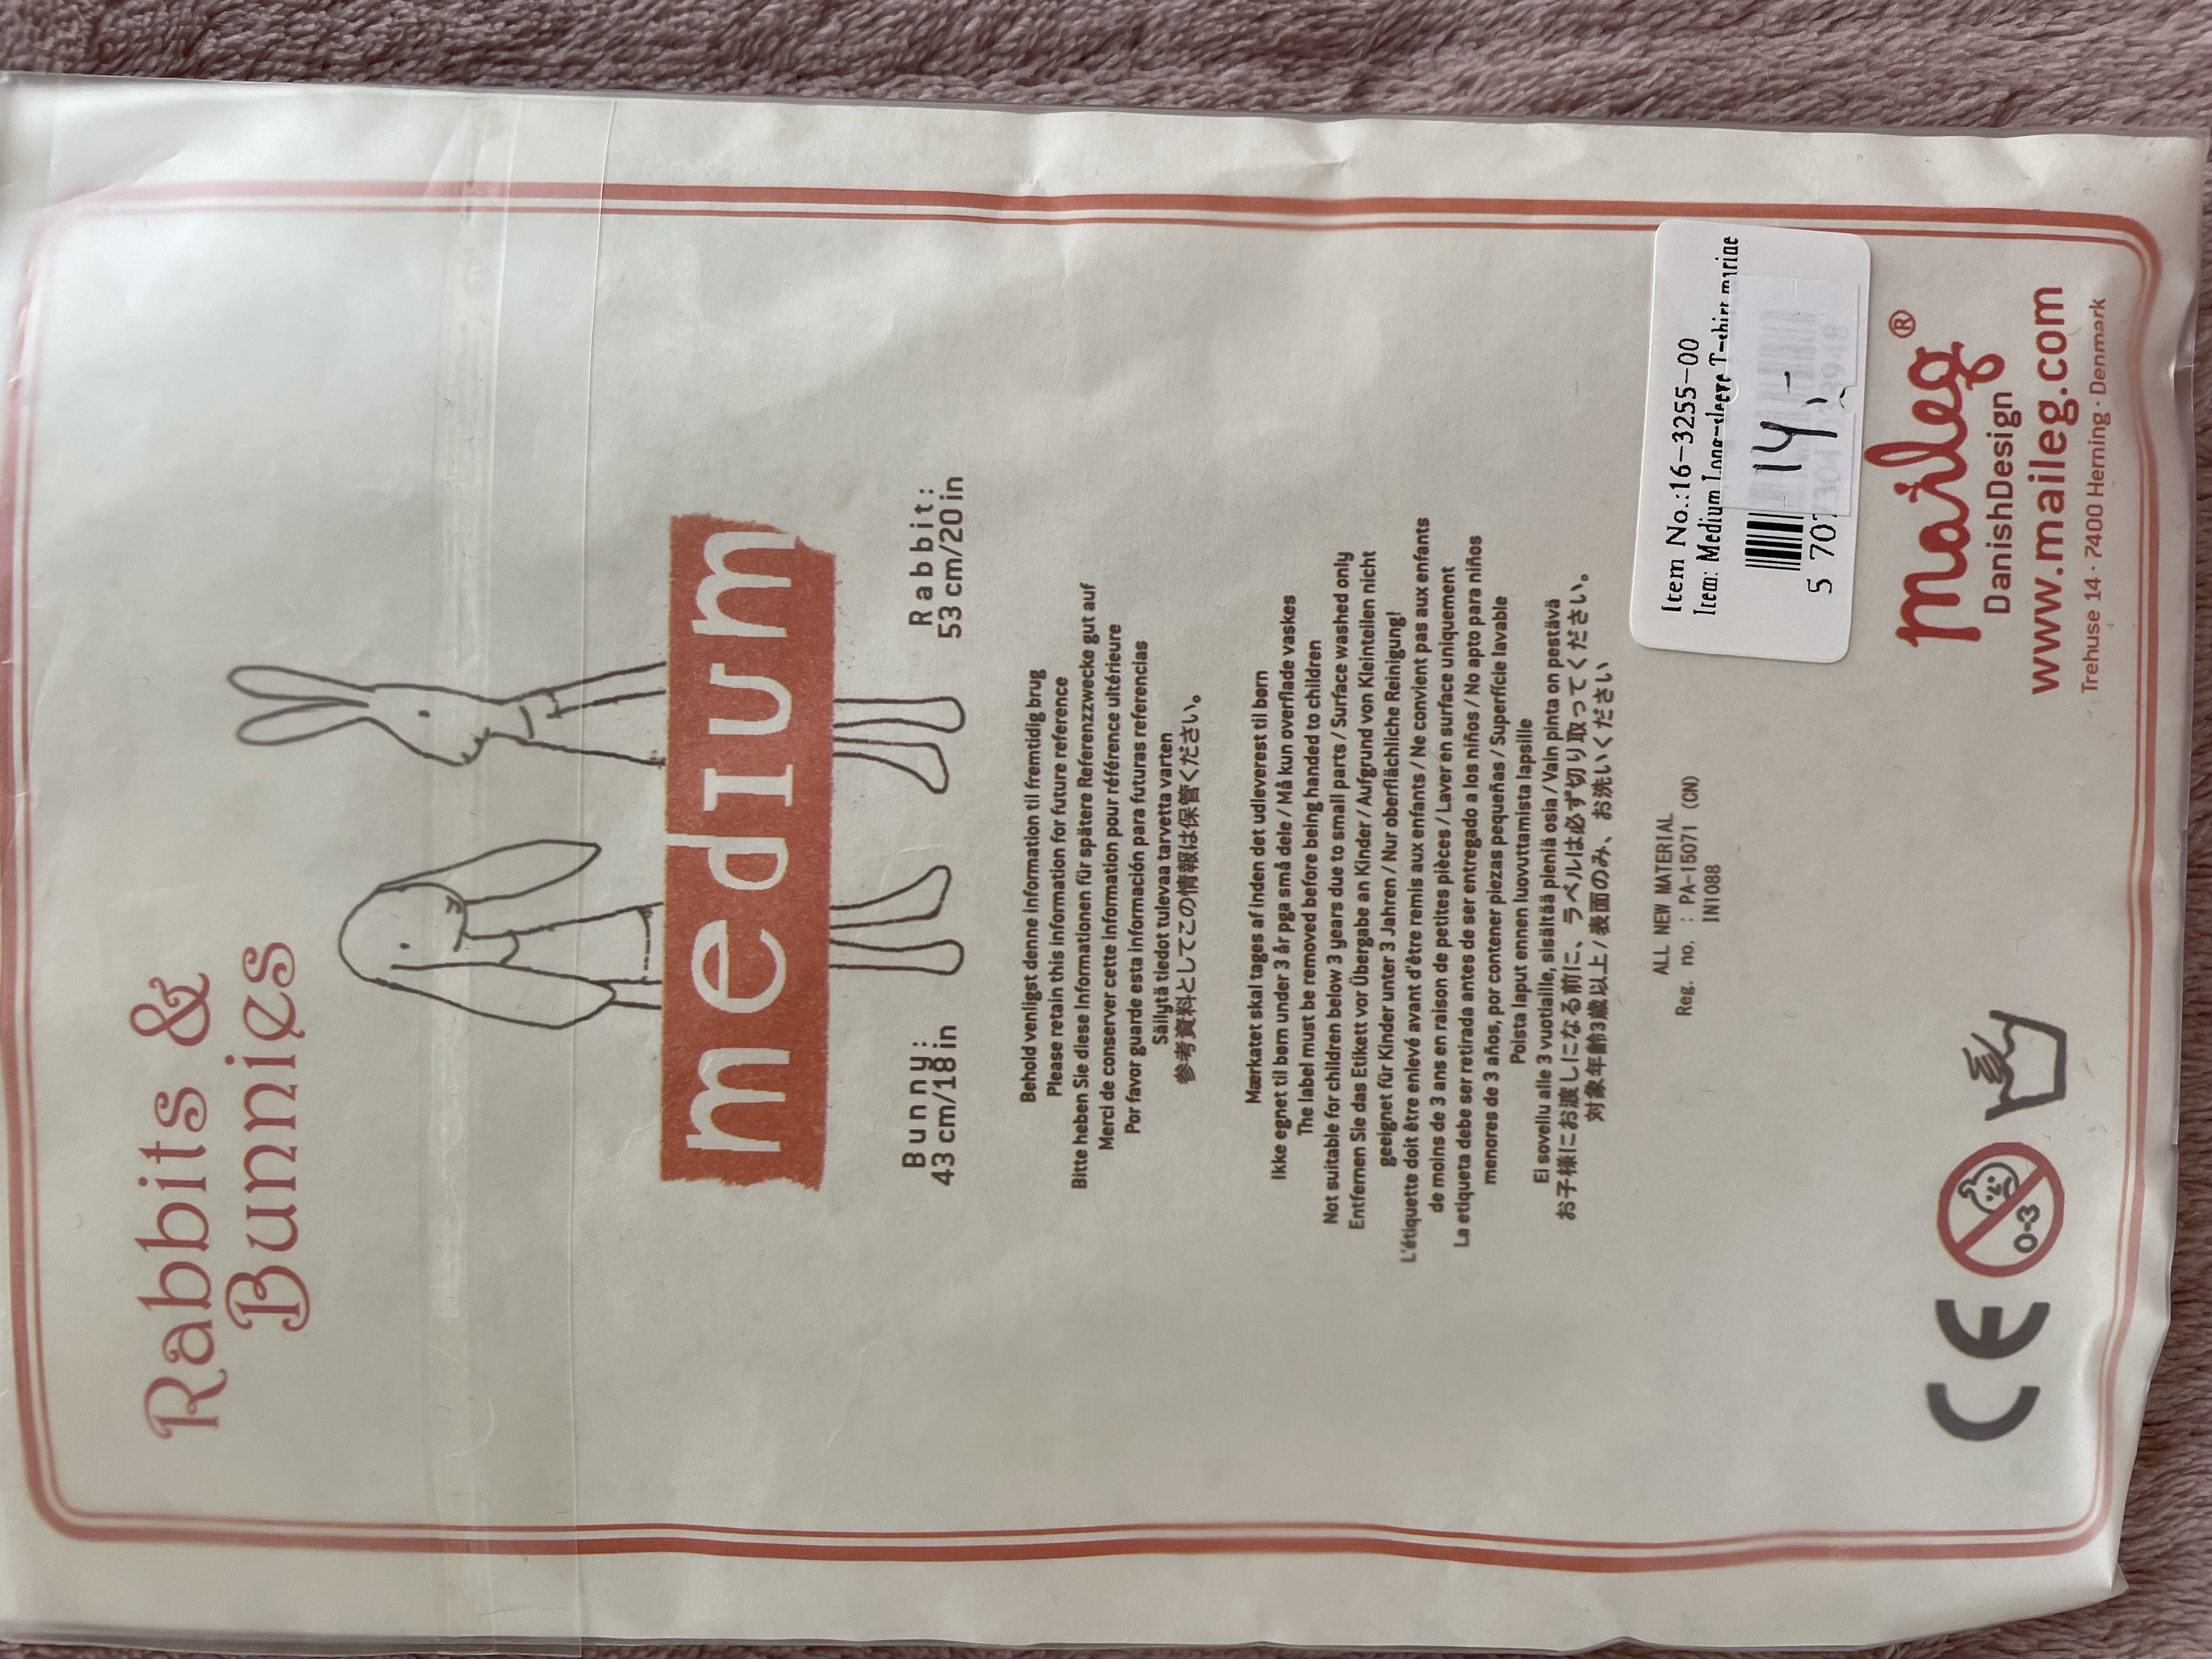 Rabbits &
Bunnies
medium
Bunny:
43 cm/18 in
Rabbit:
53 cm/20 in
Behold venligst denne information til fremtidig brug
Please retain this information for future reference
Bitte heben Sie diese Informationen für spätere Referenzzwecke gut auf
Merci de conserver cette information pour référence ultérieure
Por favor guarde esta información para futuras referencias
Säilytä tiedot tulevaa tarvetta varten
参考資料としてこの情報は保管ください。
Mærkatet skal tages af inden det udleverest til børn
Ikke egnet til børn under 3 år pga små dele / Må kun overflade vaskes
The label must be removed before being handed to children
Not suitable for children below 3 years due to small parts / Surface washed only
Entfernen Sie das Etikett vor Übergabe an Kinder / Aufgrund von Kleinteilen nicht
geeignet für Kinder unter 3 Jahren / Nur oberflächliche Reinigung!
L'étiquette doit être enlevé avant d'être remis aux enfants / Ne convient pas aux enfants
de moins de 3 ans en raison de petites pièces / Laver en surface uniquement
La etiqueta debe ser retirada antes de ser entregado a los niños / No apto para niños
menores de 3 años, por contener piezas pequeñas / Superfície lavable
Poista laput ennen luovuttamista lapsille
Ei sovellu alle 3 vuotiaille, sisältää pieniä osia / Vain pinta on pestävä
お子様にお渡しになる前に、ラベルは必ず切り取ってください。
対象年齢3歳以上 / 表面のみ、お洗いください
ALL NEW MATERIAL
Reg. no. : PA-15071 (CN)
IN1088
Item No.:16-3255-00
Item: Medium Long-sleeve T-shirt marine
14,-
5 707304
CE
0-3
maileg®
DanishDesign
www.maileg.com
Trehuse 14 · 7400 Herning · Denmark